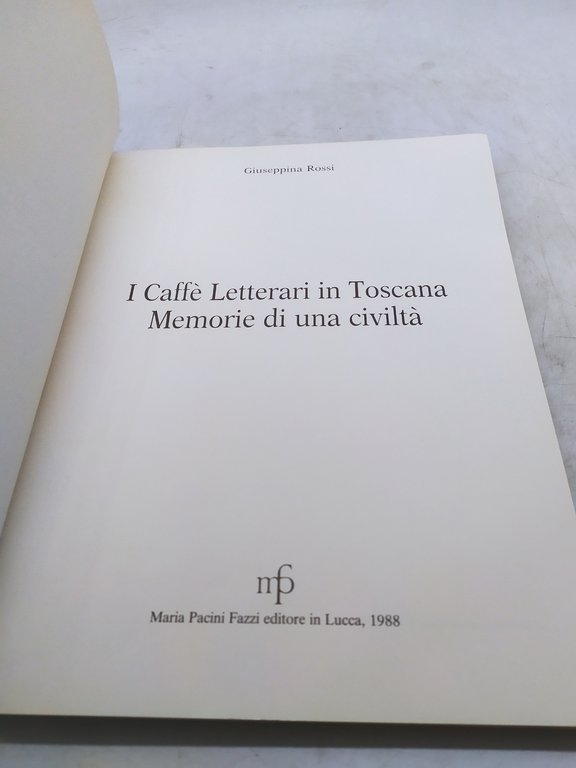 Giuseppina Rossi
I Caffè Letterari in Toscana
Memorie di una civiltà
mpf
Maria Pacini Fazzi editore in Lucca, 1988